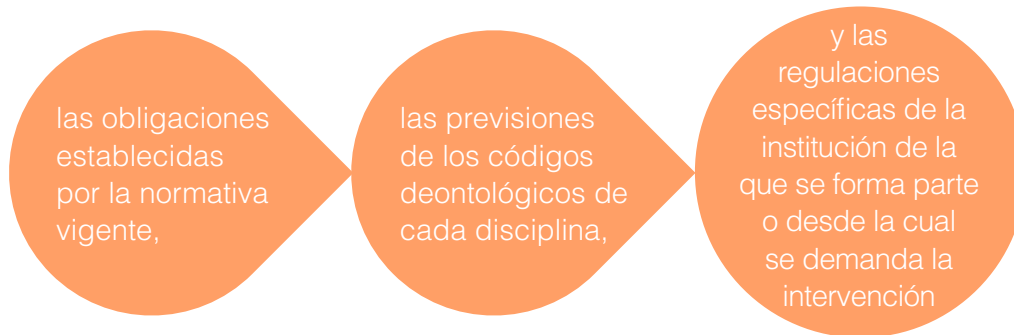 las obligaciones
establecidas
por la normativa
vigente,
las previsiones
de los códigos
deontológicos de
cada disciplina,
y las
regulaciones
específicas de la
institución de la
que se forma parte
o desde la cual
se demanda la
intervención